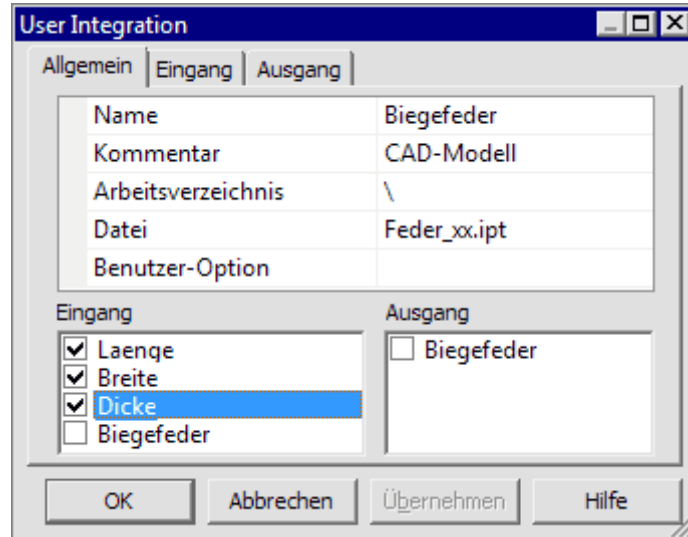 User Integration
Allgemein Eingang Ausgang
Name Biegefeder
Kommentar CAD-Modell
Arbeitsverzeichnis \
Datei Feder_xx.ipt
Benutzer-Option
Eingang Ausgang
Laenge Biegefeder
Breite
Dicke
Biegefeder
OK Abbrechen Übernehmen Hilfe